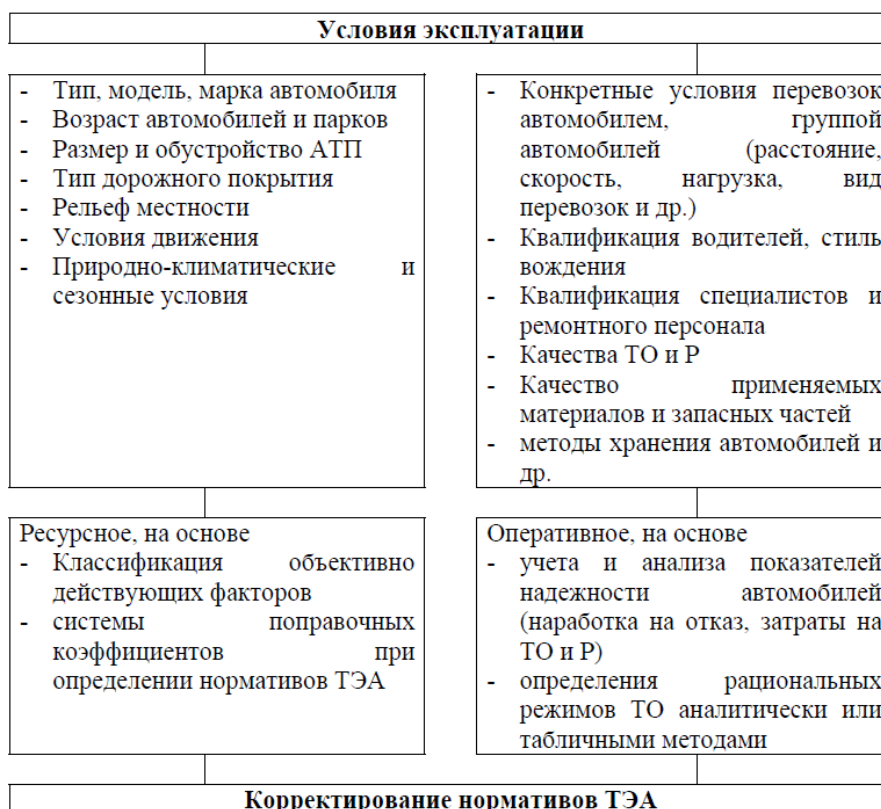 Условия эксплуатации
- Тип, модель, марка автомобиля
- Возраст автомобилей и парков
- Размер и обустройство АТП
- Тип дорожного покрытия
- Рельеф местности
- Условия движения
- Природно-климатические и
сезонные условия
- Конкретные условия перевозок
автомобилем, группой
автомобилей (расстояние,
скорость, нагрузка, вид
перевозок и др.)
- Квалификация водителей, стиль
вождения
- Квалификация специалистов и
ремонтного персонала
- Качества ТО и Р
- Качество применяемых
материалов и запасных частей
- методы хранения автомобилей и
др.
Ресурсное, на основе
- Классификация объективно
действующих факторов
- системы поправочных
коэффициентов при
определении нормативов ТЭА
Оперативное, на основе
- учета и анализа показателей
надежности автомобилей
(наработка на отказ, затраты на
ТО и Р)
- определения рациональных
режимов ТО аналитически или
табличными методами
Корректирование нормативов ТЭА